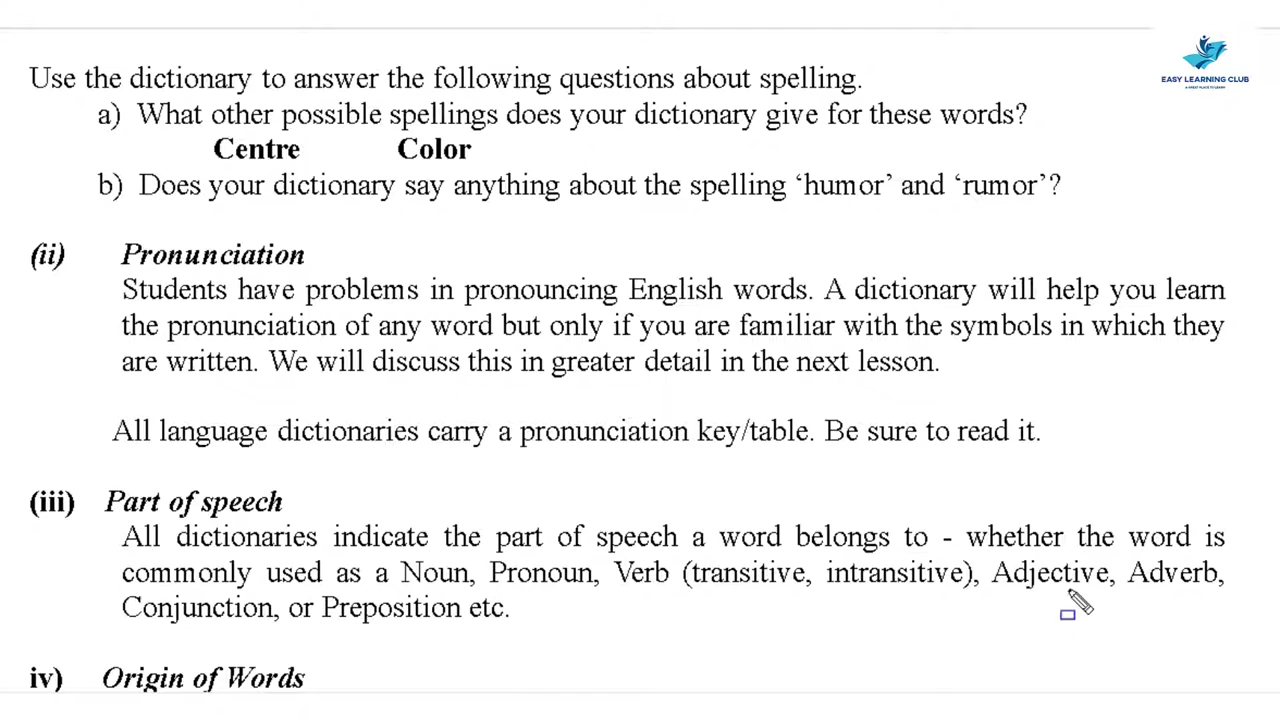 EASY LEARNING CLUB
A GREAT PLACE TO LEARN
Use the dictionary to answer the following questions about spelling.
a) What other possible spellings does your dictionary give for these words?
Centre Color
b) Does your dictionary say anything about the spelling ‘humor’ and ‘rumor’?
(ii) Pronunciation
Students have problems in pronouncing English words. A dictionary will help you learn
the pronunciation of any word but only if you are familiar with the symbols in which they
are written. We will discuss this in greater detail in the next lesson.
All language dictionaries carry a pronunciation key/table. Be sure to read it.
(iii) Part of speech
All dictionaries indicate the part of speech a word belongs to - whether the word is
commonly used as a Noun, Pronoun, Verb (transitive, intransitive), Adjective, Adverb,
Conjunction, or Preposition etc.
iv) Origin of Words